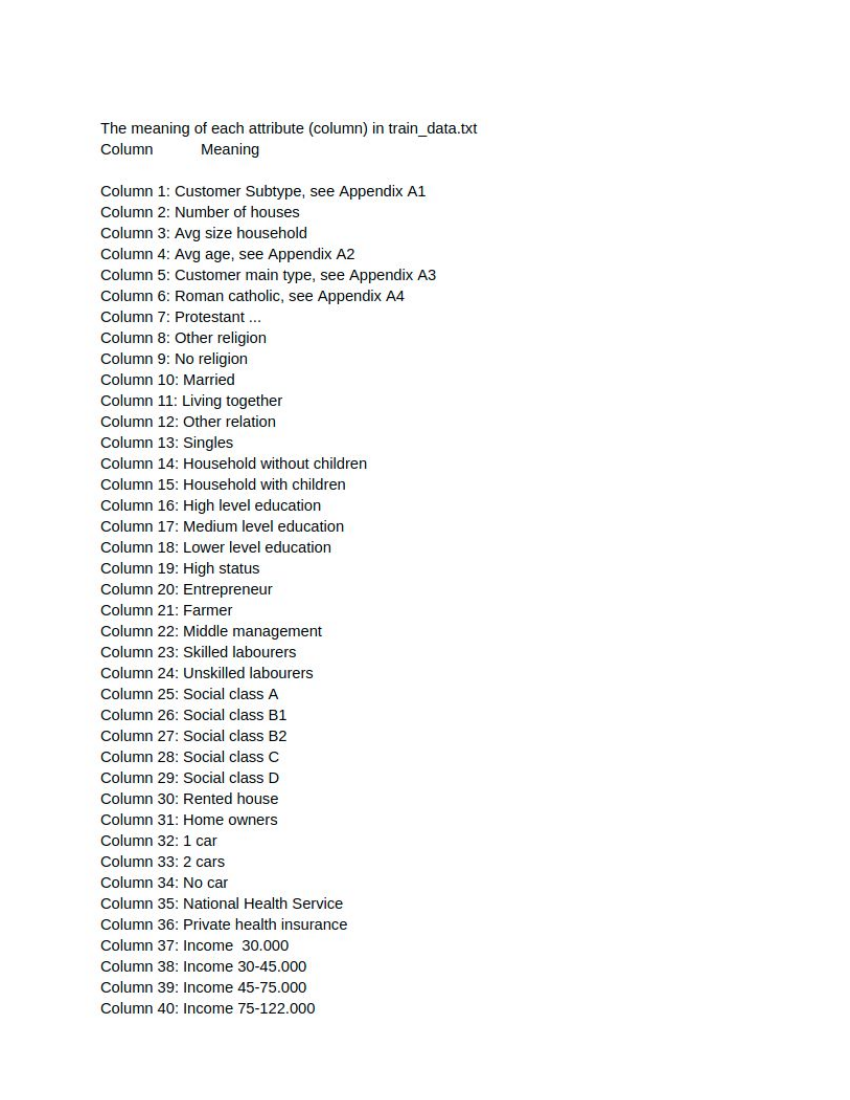 The meaning of each attribute (column) in train_data.txt
Column Meaning
Column 1: Customer Subtype, see Appendix A1
Column 2: Number of houses
Column 3: Avg size household
Column 4: Avg age, see Appendix A2
Column 5: Customer main type, see Appendix A3
Column 6: Roman catholic, see Appendix A4
Column 7: Protestant ...
Column 8: Other religion
Column 9: No religion
Column 10: Married
Column 11: Living together
Column 12: Other relation
Column 13: Singles
Column 14: Household without children
Column 15: Household with children
Column 16: High level education
Column 17: Medium level education
Column 18: Lower level education
Column 19: High status
Column 20: Entrepreneur
Column 21: Farmer
Column 22: Middle management
Column 23: Skilled labourers
Column 24: Unskilled labourers
Column 25: Social class A
Column 26: Social class B1
Column 27: Social class B2
Column 28: Social class C
Column 29: Social class D
Column 30: Rented house
Column 31: Home owners
Column 32: 1 car
Column 33: 2 cars
Column 34: No car
Column 35: National Health Service
Column 36: Private health insurance
Column 37: Income  30.000
Column 38: Income 30-45.000
Column 39: Income 45-75.000
Column 40: Income 75-122.000